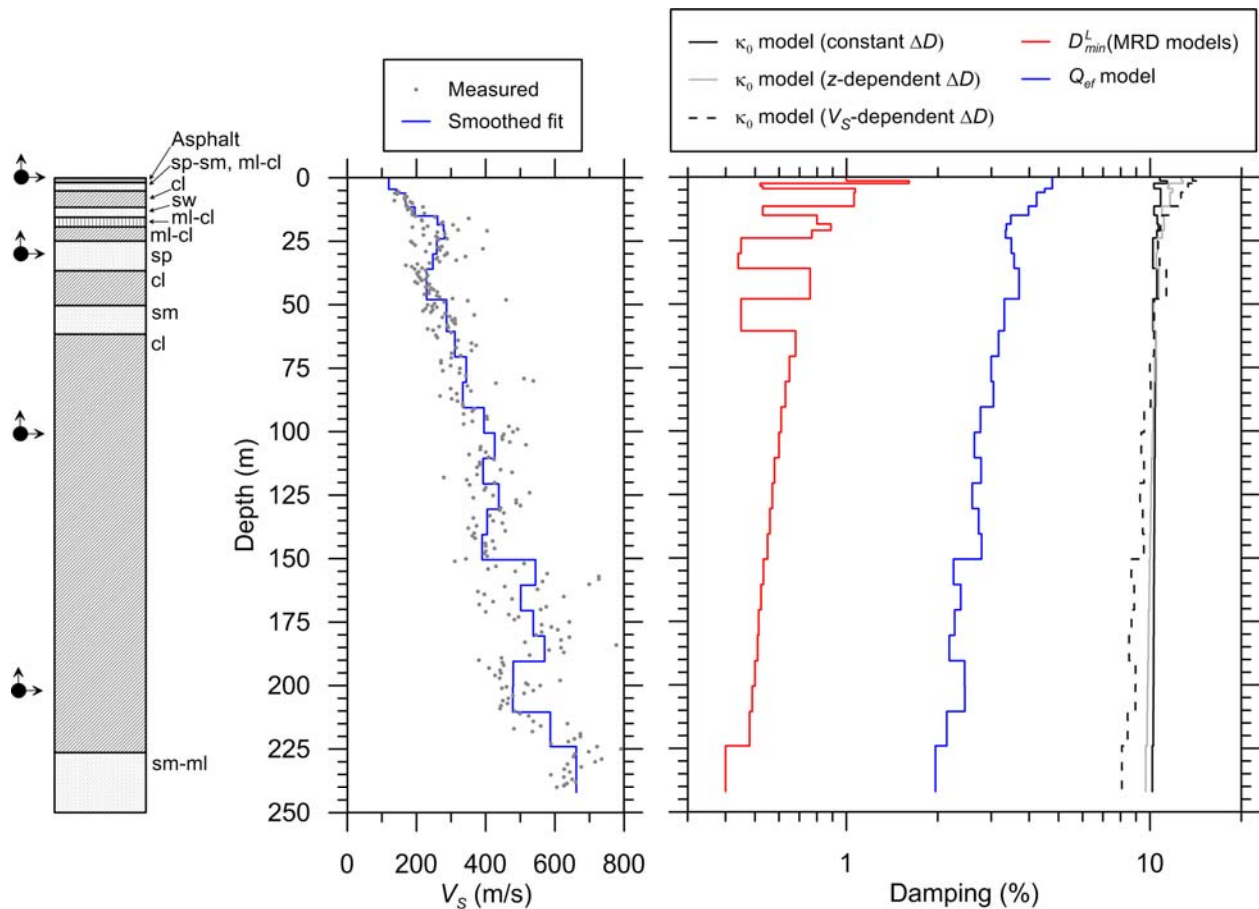 κ₀ model (constant ΔD)
κ₀ model (z-dependent ΔD)
κ₀ model (V_S-dependent ΔD)
D^L_min(MRD models)
Q_ef model
Measured
Smoothed fit
Asphalt
sp-sm, ml-cl
cl
sw
ml-cl
ml-cl
sp
cl
sm
cl
sm-ml
Depth (m)
0
25
50
75
100
125
150
175
200
225
250
0 200 400 600 800
V_S (m/s)
1 10
Damping (%)